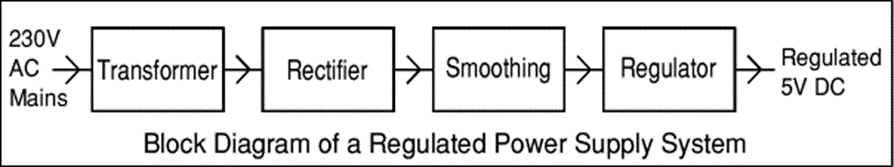 230V
AC
Mains
Transformer
Rectifier
Smoothing
Regulator
Regulated
5V DC
Block Diagram of a Regulated Power Supply System